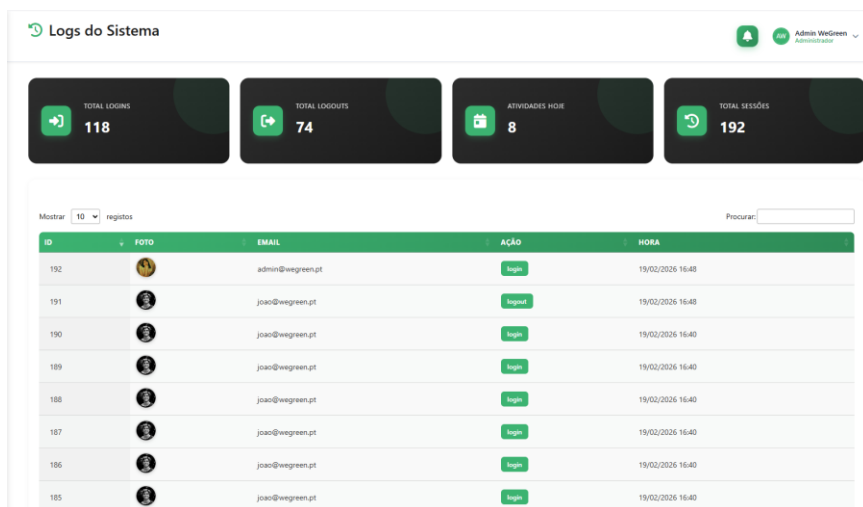 Logs do Sistema
AW
Admin WeGreen
Administrador
TOTAL LOGINS
118
TOTAL LOGOUTS
74
ATIVIDADES HOJE
8
TOTAL SESSÕES
192
Mostrar 10 registos
Procurar:
ID FOTO EMAIL AÇÃO HORA
192 admin@wegreen.pt login 19/02/2026 16:48
191 joao@wegreen.pt logout 19/02/2026 16:48
190 joao@wegreen.pt login 19/02/2026 16:40
189 joao@wegreen.pt login 19/02/2026 16:40
188 joao@wegreen.pt login 19/02/2026 16:40
187 joao@wegreen.pt login 19/02/2026 16:40
186 joao@wegreen.pt login 19/02/2026 16:40
185 joao@wegreen.pt login 19/02/2026 16:40